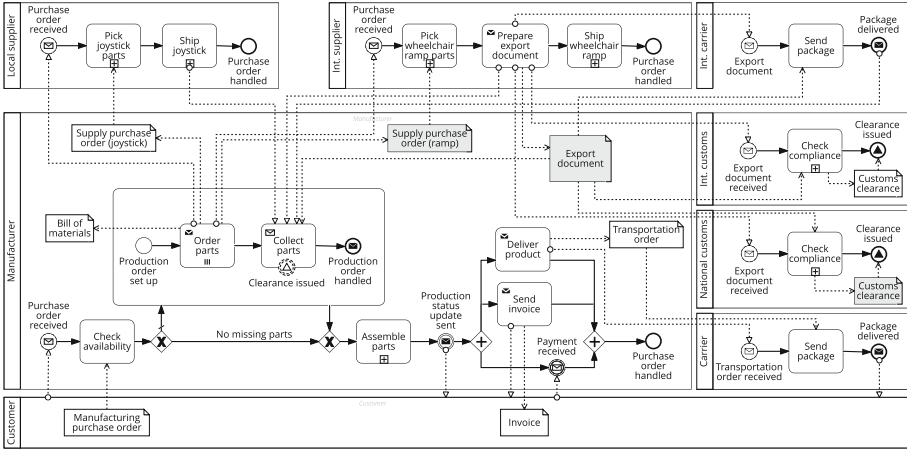 Local supplier
Purchase
order
received
Pick
joystick
parts
Ship
joystick
Purchase
order
handled
Int. supplier
Purchase
order
received
Pick
wheelchair
ramp parts
Prepare
export
document
Ship
wheelchair
ramp
Purchase
order
handled
Int. carrier
Export
document
Send
package
Package
delivered
Manufacturer
Manufacturer
Supply purchase
order (joystick)
Supply purchase
order (ramp)
Export
document
Bill of
materials
Production
order
set up
Order
parts
Collect
parts
Clearance issued
Production
order
handled
Purchase
order
received
Check
availability
No missing parts
Assemble
parts
Production
status
update
sent
Deliver
product
Send
invoice
Payment
received
Transportation
order
Purchase
order
handled
Int. customs
Export
document
received
Check
compliance
Clearance
issued
Customs
clearance
National customs
Export
document
received
Check
compliance
Clearance
issued
Customs
clearance
Carrier
Transportation
order received
Send
package
Package
delivered
Customer
Customer
Manufacturing
purchase order
Invoice